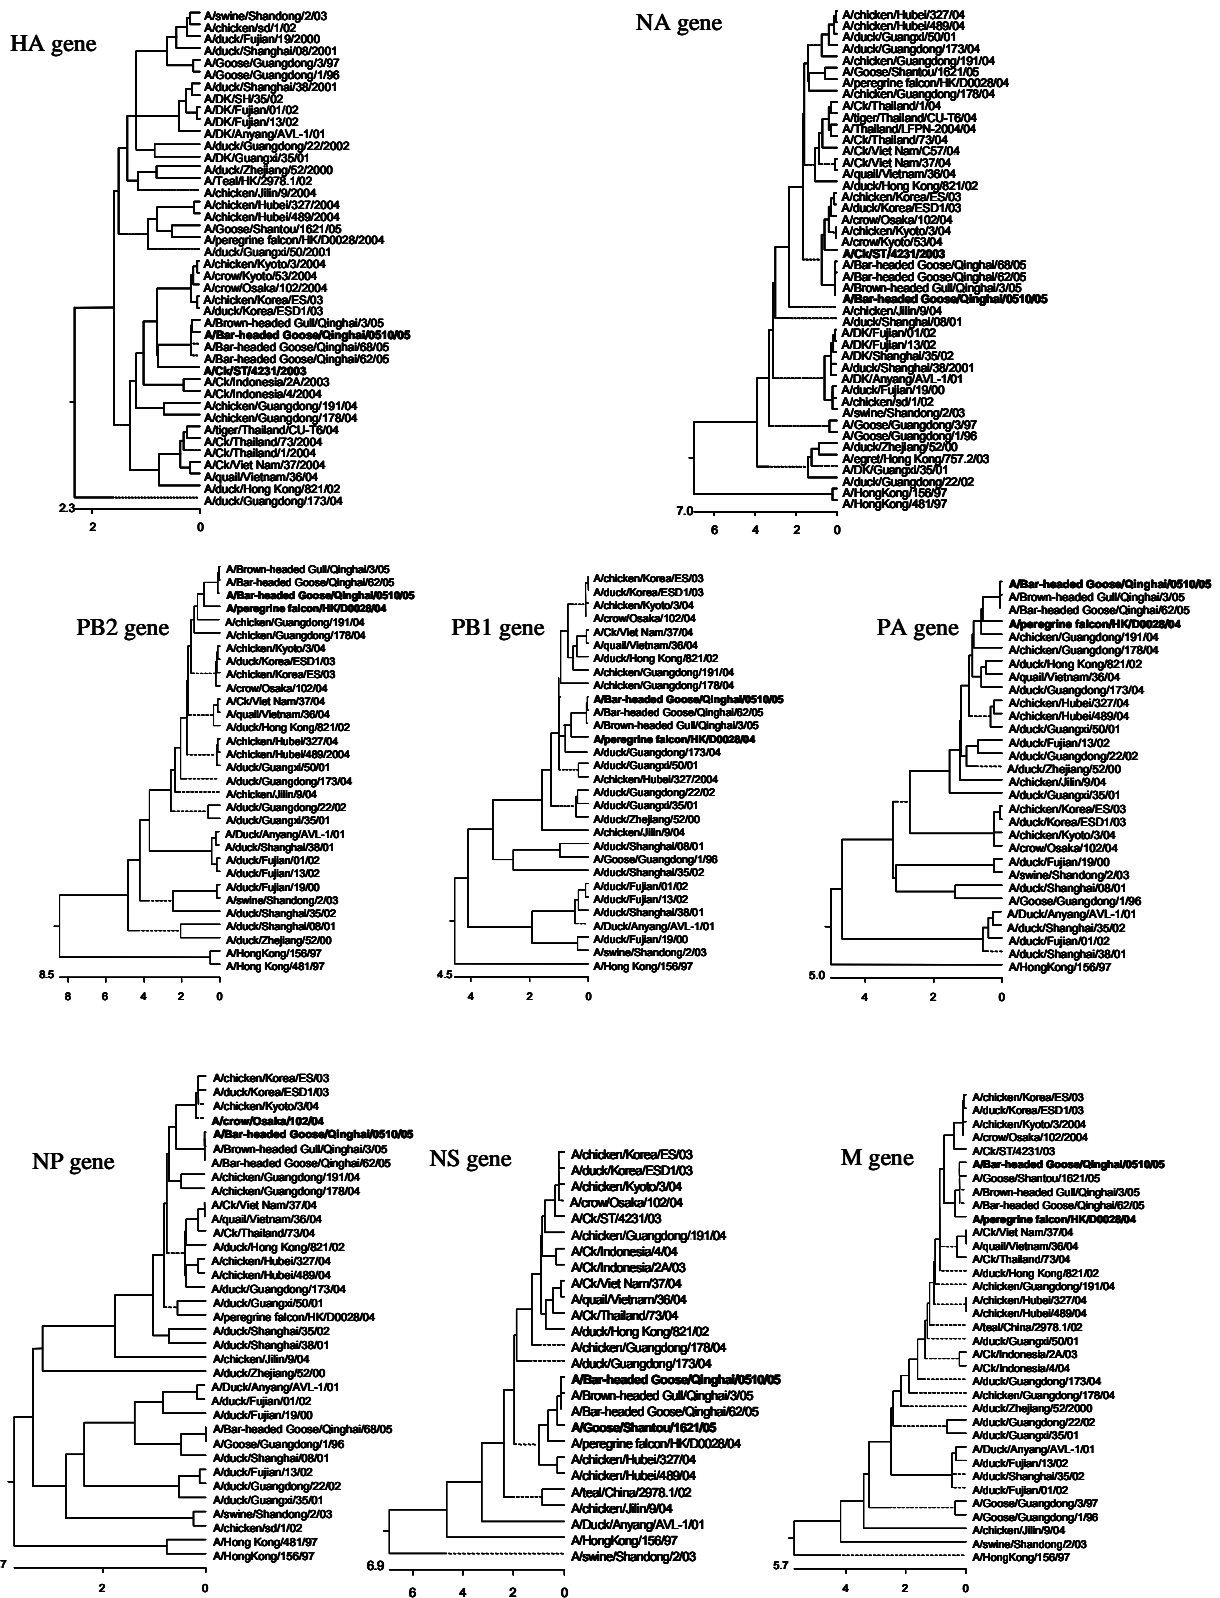 HA gene
A/swine/Shandong/2/03
A/chicken/sd/1/02
A/duck/Fujian/19/2000
A/duck/Shanghai/08/2001
A/Goose/Guangdong/3/97
A/Goose/Guangdong/1/96
A/duck/Shanghai/38/2001
A/DK/SH/35/02
A/DK/Fujian/01/02
A/DK/Fujian/13/02
A/DK/Anyang/AVL-1/01
A/duck/Guangdong/22/2002
A/DK/Guangxi/35/01
A/duck/Zhejiang/52/2000
A/Teal/HK/2978.1/02
A/chicken/Jilin/9/2004
A/chicken/Hubei/327/2004
A/chicken/Hubei/489/2004
A/Goose/Shantou/1621/05
A/peregrine falcon/HK/D0028/2004
A/duck/Guangxi/50/2001
A/chicken/Kyoto/3/2004
A/crow/Kyoto/53/2004
A/crow/Osaka/102/2004
A/chicken/Korea/ES/03
A/duck/Korea/ESD1/03
A/Brown-headed Gull/Qinghai/3/05
A/Bar-headed Goose/Qinghai/0510/05
A/Bar-headed Goose/Qinghai/68/05
A/Bar-headed Goose/Qinghai/62/05
A/Ck/ST/4231/2003
A/Ck/Indonesia/2A/2003
A/Ck/Indonesia/4/2004
A/chicken/Guangdong/191/04
A/chicken/Guangdong/178/04
A/tiger/Thailand/CU-T6/04
A/Ck/Thailand/73/2004
A/Ck/Thailand/1/2004
A/Ck/Viet Nam/37/2004
A/quail/Vietnam/36/04
A/duck/Hong Kong/821/02
A/duck/Guangdong/173/04
2.3
2 0
NA gene
A/chicken/Hubei/327/04
A/chicken/Hubei/489/04
A/duck/Guangxi/50/01
A/duck/Guangdong/173/04
A/chicken/Guangdong/191/04
A/Goose/Shantou/1621/05
A/peregrine falcon/HK/D0028/04
A/chicken/Guangdong/178/04
A/Ck/Thailand/1/04
A/tiger/Thailand/CU-T6/04
A/Thailand/LFPN-2004/04
A/Ck/Thailand/73/04
A/Ck/Viet Nam/C57/04
A/Ck/Viet Nam/37/04
A/quail/Vietnam/36/04
A/duck/Hong Kong/821/02
A/chicken/Korea/ES/03
A/duck/Korea/ESD1/03
A/crow/Osaka/102/04
A/chicken/Kyoto/3/04
A/crow/Kyoto/53/04
A/Ck/ST/4231/2003
A/Bar-headed Goose/Qinghai/68/05
A/Bar-headed Goose/Qinghai/62/05
A/Brown-headed Gull/Qinghai/3/05
A/Bar-headed Goose/Qinghai/0510/05
A/chicken/Jilin/9/04
A/duck/Shanghai/08/01
A/DK/Fujian/01/02
A/DK/Fujian/13/02
A/DK/Shanghai/35/02
A/duck/Shanghai/38/2001
A/DK/Anyang/AVL-1/01
A/duck/Fujian/19/00
A/chicken/sd/1/02
A/swine/Shandong/2/03
A/Goose/Guangdong/3/97
A/Goose/Guangdong/1/96
A/duck/Zhejiang/52/00
A/egret/Hong Kong/757.2/03
A/DK/Guangxi/35/01
A/duck/Guangdong/22/02
A/HongKong/156/97
A/HongKong/481/97
7.0
6 4 2 0
PB2 gene
A/Brown-headed Gull/Qinghai/3/05
A/Bar-headed Goose/Qinghai/62/05
A/Bar-headed Goose/Qinghai/0510/05
A/peregrine falcon/HK/D0028/04
A/chicken/Guangdong/191/04
A/chicken/Guangdong/178/04
A/chicken/Kyoto/3/04
A/duck/Korea/ESD1/03
A/chicken/Korea/ES/03
A/crow/Osaka/102/04
A/Ck/Viet Nam/37/04
A/quail/Vietnam/36/04
A/duck/Hong Kong/821/02
A/chicken/Hubei/327/04
A/chicken/Hubei/489/2004
A/duck/Guangxi/50/01
A/duck/Guangdong/173/04
A/chicken/Jilin/9/04
A/duck/Guangdong/22/02
A/duck/Guangxi/35/01
A/Duck/Anyang/AVL-1/01
A/duck/Shanghai/38/01
A/duck/Fujian/01/02
A/duck/Fujian/13/02
A/duck/Fujian/19/00
A/swine/Shandong/2/03
A/duck/Shanghai/35/02
A/duck/Shanghai/08/01
A/duck/Zhejiang/52/00
A/HongKong/156/97
A/Hong Kong/481/97
8.5
8 6 4 2 0
PB1 gene
A/chicken/Korea/ES/03
A/duck/Korea/ESD1/03
A/chicken/Kyoto/3/04
A/crow/Osaka/102/04
A/Ck/Viet Nam/37/04
A/quail/Vietnam/36/04
A/duck/Hong Kong/821/02
A/chicken/Guangdong/191/04
A/chicken/Guangdong/178/04
A/Bar-headed Goose/Qinghai/0510/05
A/Bar-headed Goose/Qinghai/62/05
A/Brown-headed Gull/Qinghai/3/05
A/peregrine falcon/HK/D0028/04
A/duck/Guangdong/173/04
A/duck/Guangxi/50/01
A/chicken/Hubei/327/2004
A/duck/Guangdong/22/02
A/duck/Guangxi/35/01
A/duck/Zhejiang/52/00
A/chicken/Jilin/9/04
A/duck/Shanghai/08/01
A/Goose/Guangdong/1/96
A/duck/Shanghai/35/02
A/duck/Fujian/01/02
A/duck/Fujian/13/02
A/duck/Shanghai/38/01
A/Duck/Anyang/AVL-1/01
A/duck/Fujian/19/00
A/swine/Shandong/2/03
A/Hong Kong/156/97
4.5
4 2 0
PA gene
A/Bar-headed Goose/Qinghai/0510/05
A/Brown-headed Gull/Qinghai/3/05
A/Bar-headed Goose/Qinghai/62/05
A/peregrine falcon/HK/D0028/04
A/chicken/Guangdong/191/04
A/chicken/Guangdong/178/04
A/duck/Hong Kong/821/02
A/quail/Vietnam/36/04
A/duck/Guangdong/173/04
A/chicken/Hubei/327/04
A/chicken/Hubei/489/04
A/duck/Guangxi/50/01
A/duck/Fujian/13/02
A/duck/Guangdong/22/02
A/duck/Zhejiang/52/00
A/chicken/Jilin/9/04
A/duck/Guangxi/35/01
A/chicken/Korea/ES/03
A/duck/Korea/ESD1/03
A/chicken/Kyoto/3/04
A/crow/Osaka/102/04
A/duck/Fujian/19/00
A/swine/Shandong/2/03
A/duck/Shanghai/08/01
A/Goose/Guangdong/1/96
A/Duck/Anyang/AVL-1/01
A/duck/Shanghai/35/02
A/duck/Fujian/01/02
A/duck/Shanghai/38/01
A/HongKong/156/97
5.0
4 2 0
NP gene
A/chicken/Korea/ES/03
A/duck/Korea/ESD1/03
A/chicken/Kyoto/3/04
A/crow/Osaka/102/04
A/Bar-headed Goose/Qinghai/0510/05
A/Brown-headed Gull/Qinghai/3/05
A/Bar-headed Goose/Qinghai/62/05
A/chicken/Guangdong/191/04
A/chicken/Guangdong/178/04
A/Ck/Viet Nam/37/04
A/quail/Vietnam/36/04
A/Ck/Thailand/73/04
A/duck/Hong Kong/821/02
A/chicken/Hubei/327/04
A/chicken/Hubei/489/04
A/duck/Guangdong/173/04
A/duck/Guangxi/50/01
A/peregrine falcon/HK/D0028/04
A/duck/Shanghai/35/02
A/duck/Shanghai/38/01
A/chicken/Jilin/9/04
A/duck/Zhejiang/52/00
A/Duck/Anyang/AVL-1/01
A/duck/Fujian/01/02
A/duck/Fujian/19/00
A/Bar-headed Goose/Qinghai/68/05
A/Goose/Guangdong/1/96
A/duck/Shanghai/08/01
A/duck/Fujian/13/02
A/duck/Guangdong/22/02
A/duck/Guangxi/35/01
A/swine/Shandong/2/03
A/chicken/sd/1/02
A/Hong Kong/481/97
A/HongKong/156/97
7
2 0
NS gene
A/chicken/Korea/ES/03
A/duck/Korea/ESD1/03
A/chicken/Kyoto/3/04
A/crow/Osaka/102/04
A/Ck/ST/4231/03
A/chicken/Guangdong/191/04
A/Ck/Indonesia/4/04
A/Ck/Indonesia/2A/03
A/Ck/Viet Nam/37/04
A/quail/Vietnam/36/04
A/Ck/Thailand/73/04
A/duck/Hong Kong/821/02
A/chicken/Guangdong/178/04
A/duck/Guangdong/173/04
A/Bar-headed Goose/Qinghai/0510/05
A/Brown-headed Gull/Qinghai/3/05
A/Bar-headed Goose/Qinghai/62/05
A/Goose/Shantou/1621/05
A/peregrine falcon/HK/D0028/04
A/chicken/Hubei/327/04
A/chicken/Hubei/489/04
A/teal/China/2978.1/02
A/chicken/Jilin/9/04
A/Duck/Anyang/AVL-1/01
A/HongKong/156/97
A/swine/Shandong/2/03
6.9
6 4 2 0
M gene
A/chicken/Korea/ES/03
A/duck/Korea/ESD1/03
A/chicken/Kyoto/3/2004
A/crow/Osaka/102/2004
A/Ck/ST/4231/03
A/Bar-headed Goose/Qinghai/0510/05
A/Goose/Shantou/1621/05
A/Brown-headed Gull/Qinghai/3/05
A/Bar-headed Goose/Qinghai/62/05
A/peregrine falcon/HK/D0028/04
A/Ck/Viet Nam/37/04
A/quail/Vietnam/36/04
A/Ck/Thailand/73/04
A/duck/Hong Kong/821/02
A/chicken/Guangdong/191/04
A/chicken/Hubei/327/04
A/chicken/Hubei/489/04
A/teal/China/2978.1/02
A/duck/Guangxi/50/01
A/Ck/Indonesia/2A/03
A/Ck/Indonesia/4/04
A/duck/Guangdong/173/04
A/chicken/Guangdong/178/04
A/duck/Zhejiang/52/2000
A/duck/Guangdong/22/02
A/duck/Guangxi/35/01
A/Duck/Anyang/AVL-1/01
A/duck/Fujian/13/02
A/duck/Shanghai/35/02
A/duck/Fujian/01/02
A/Goose/Guangdong/3/97
A/Goose/Guangdong/1/96
A/chicken/Jilin/9/04
A/swine/Shandong/2/03
A/HongKong/156/97
5.7
4 2 0